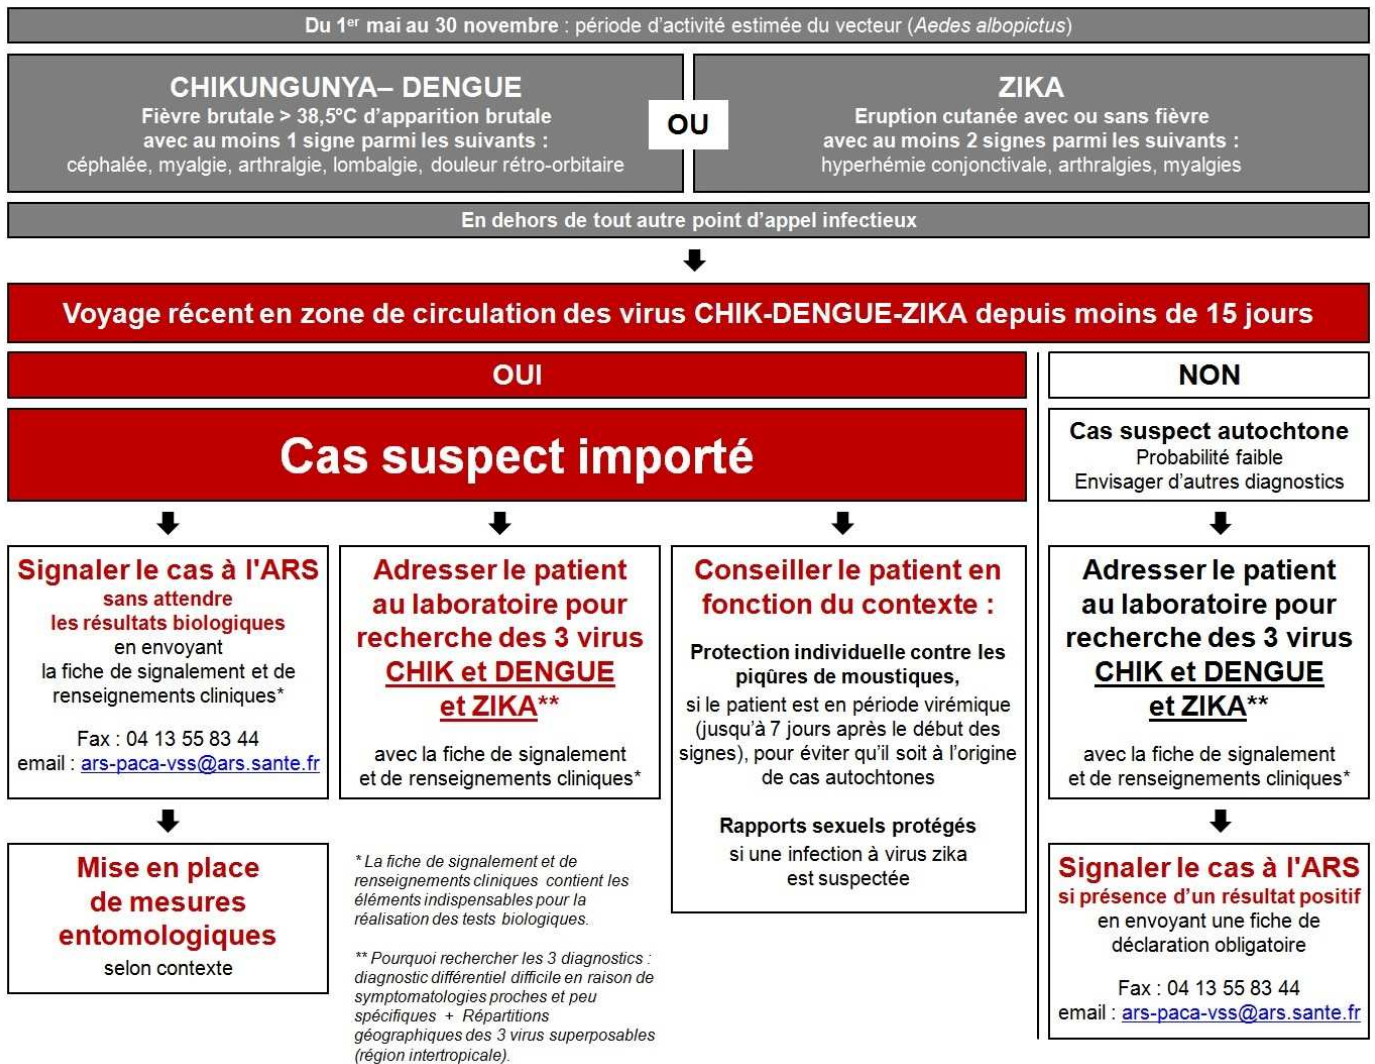 Du 1er mai au 30 novembre : période d'activité estimée du vecteur (Aedes albopictus)
CHIKUNGUNYA– DENGUE
Fièvre brutale > 38,5°C d'apparition brutale
avec au moins 1 signe parmi les suivants :
céphalée, myalgie, arthralgie, lombalgie, douleur rétro-orbitaire
OU
ZIKA
Eruption cutanée avec ou sans fièvre
avec au moins 2 signes parmi les suivants :
hyperhémie conjonctivale, arthralgies, myalgies
En dehors de tout autre point d'appel infectieux
Voyage récent en zone de circulation des virus CHIK-DENGUE-ZIKA depuis moins de 15 jours
OUI
Cas suspect importé
NON
Cas suspect autochtone
Probabilité faible
Envisager d'autres diagnostics
Signaler le cas à l'ARS
sans attendre
les résultats biologiques
en envoyant
la fiche de signalement et de
renseignements cliniques*
Fax : 04 13 55 83 44
email : ars-paca-vss@ars.sante.fr
Mise en place
de mesures
entomologiques
selon contexte
Adresser le patient
au laboratoire pour
recherche des 3 virus
CHIK et DENGUE
et ZIKA**
avec la fiche de signalement
et de renseignements cliniques*
* La fiche de signalement et de
renseignements cliniques contient les
éléments indispensables pour la
réalisation des tests biologiques.
** Pourquoi rechercher les 3 diagnostics :
diagnostic différentiel difficile en raison de
symptomatologies proches et peu
spécifiques + Répartitions
géographiques des 3 virus superposables
(région intertropicale).
Conseiller le patient en
fonction du contexte :
Protection individuelle contre les
piqûres de moustiques,
si le patient est en période virémique
(jusqu'à 7 jours après le début des
signes), pour éviter qu'il soit à l'origine
de cas autochtones
Rapports sexuels protégés
si une infection à virus zika
est suspectée
Adresser le patient
au laboratoire pour
recherche des 3 virus
CHIK et DENGUE
et ZIKA**
avec la fiche de signalement
et de renseignements cliniques*
Signaler le cas à l'ARS
si présence d'un résultat positif
en envoyant une fiche de
déclaration obligatoire
Fax : 04 13 55 83 44
email : ars-paca-vss@ars.sante.fr